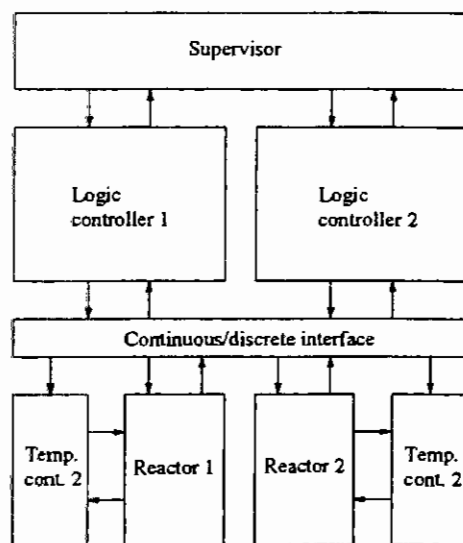 Supervisor
Logic
controller 1
Logic
controller 2
Continuous/discrete interface
Temp.
cont. 2
Reactor 1
Reactor 2
Temp.
cont. 2